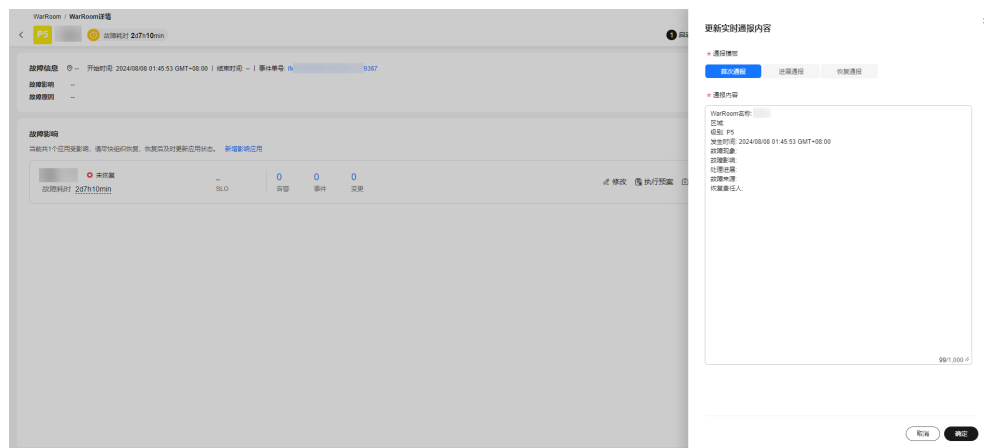 WarRoom / WarRoom详情
P5 故障耗时 2d7h10min
1
故障信息 -- 开始时间: 2024/08/08 01:45:53 GMT+08:00 | 结束时间: -- | 事件单号: 9367
故障影响 --
故障原因 --
故障影响
当前共1个应用受影响，请尽快组织恢复，恢复后及时更新应用状态。 新增影响应用
未恢复
故障耗时 2d7h10min
--
SLO
0
告警
0
事件
0
变更
修改 执行预案
更新实时通报内容
* 通报模板
首次通报 进展通报 恢复通报
* 通报内容
WarRoom名称:
区域:
级别: P5
发生时间: 2024/08/08 01:45:53 GMT+08:00
故障现象:
故障影响:
处理进展:
故障来源:
恢复责任人:
99/1,000
取消 确定